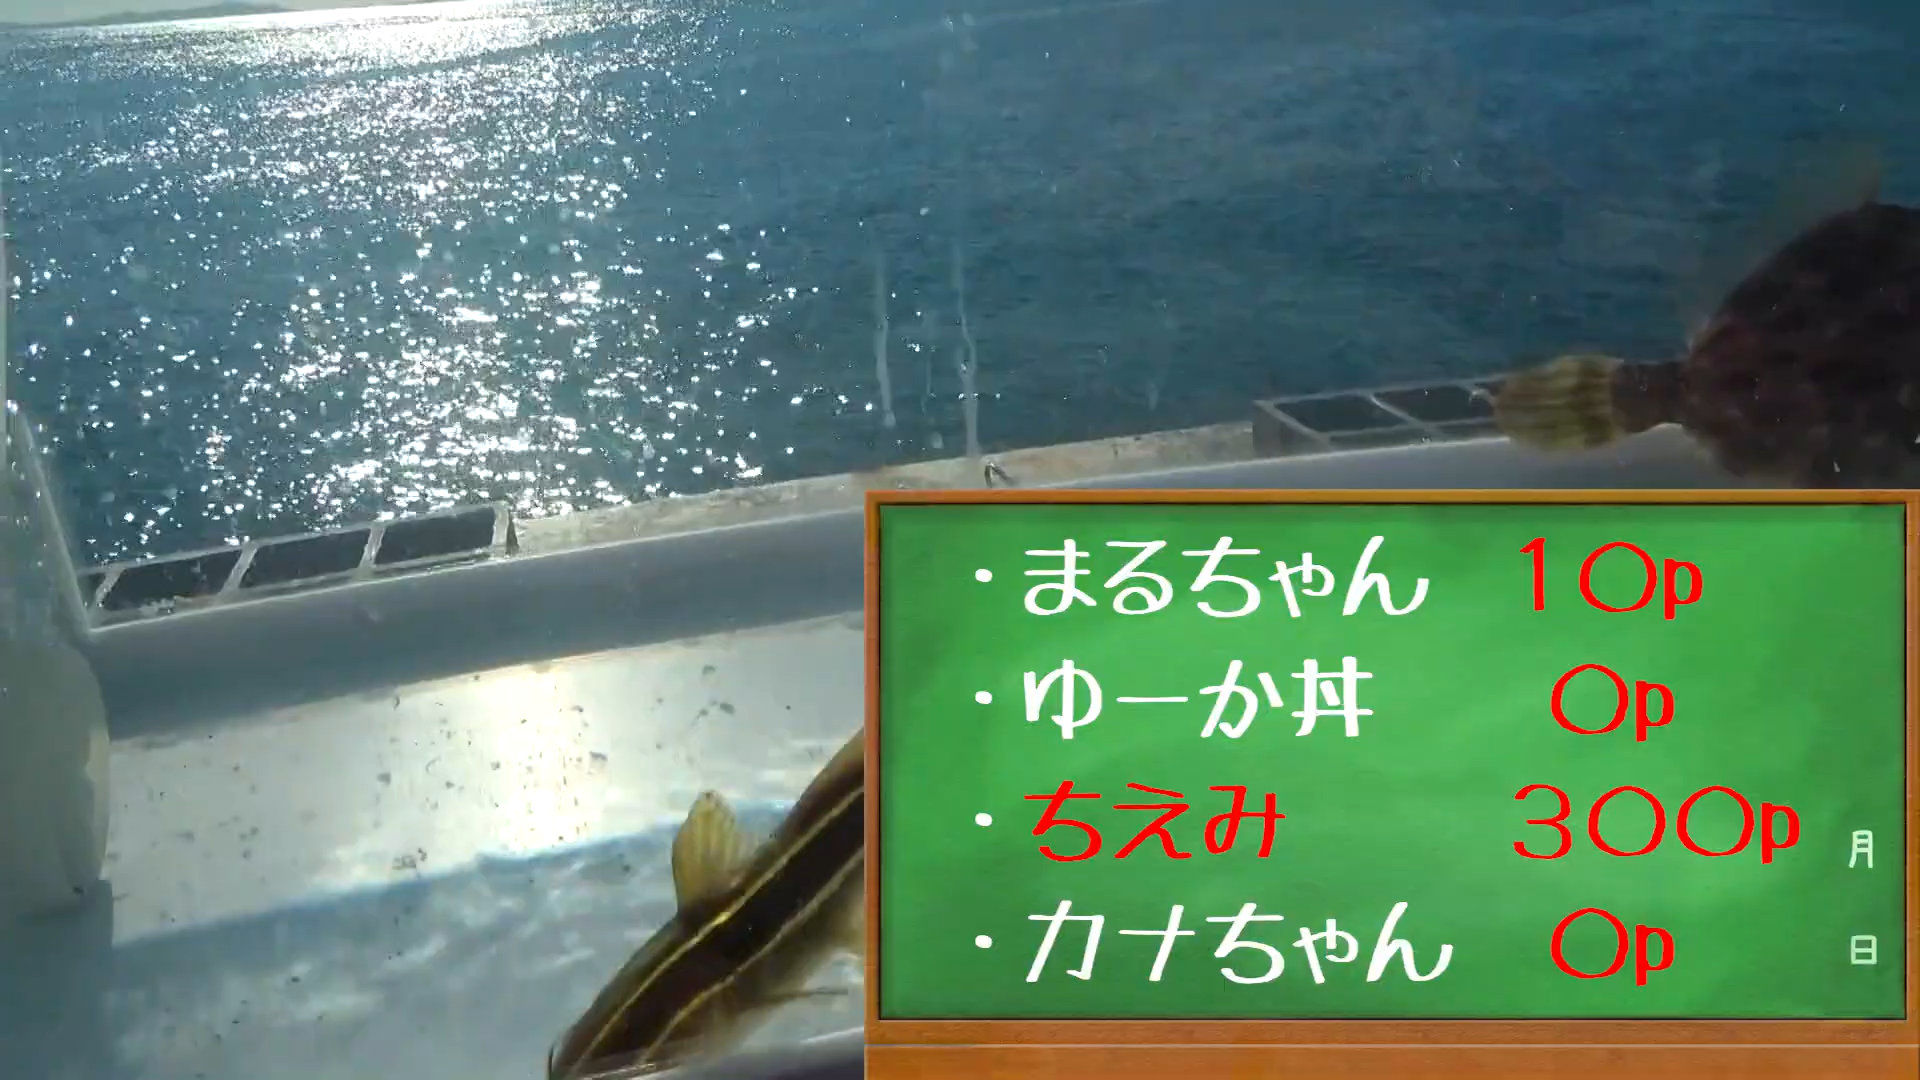 ・まるちゃん　10p
・ゆーか丼　0p
・ちえみ　300p
・カナちゃん　0p
月
日